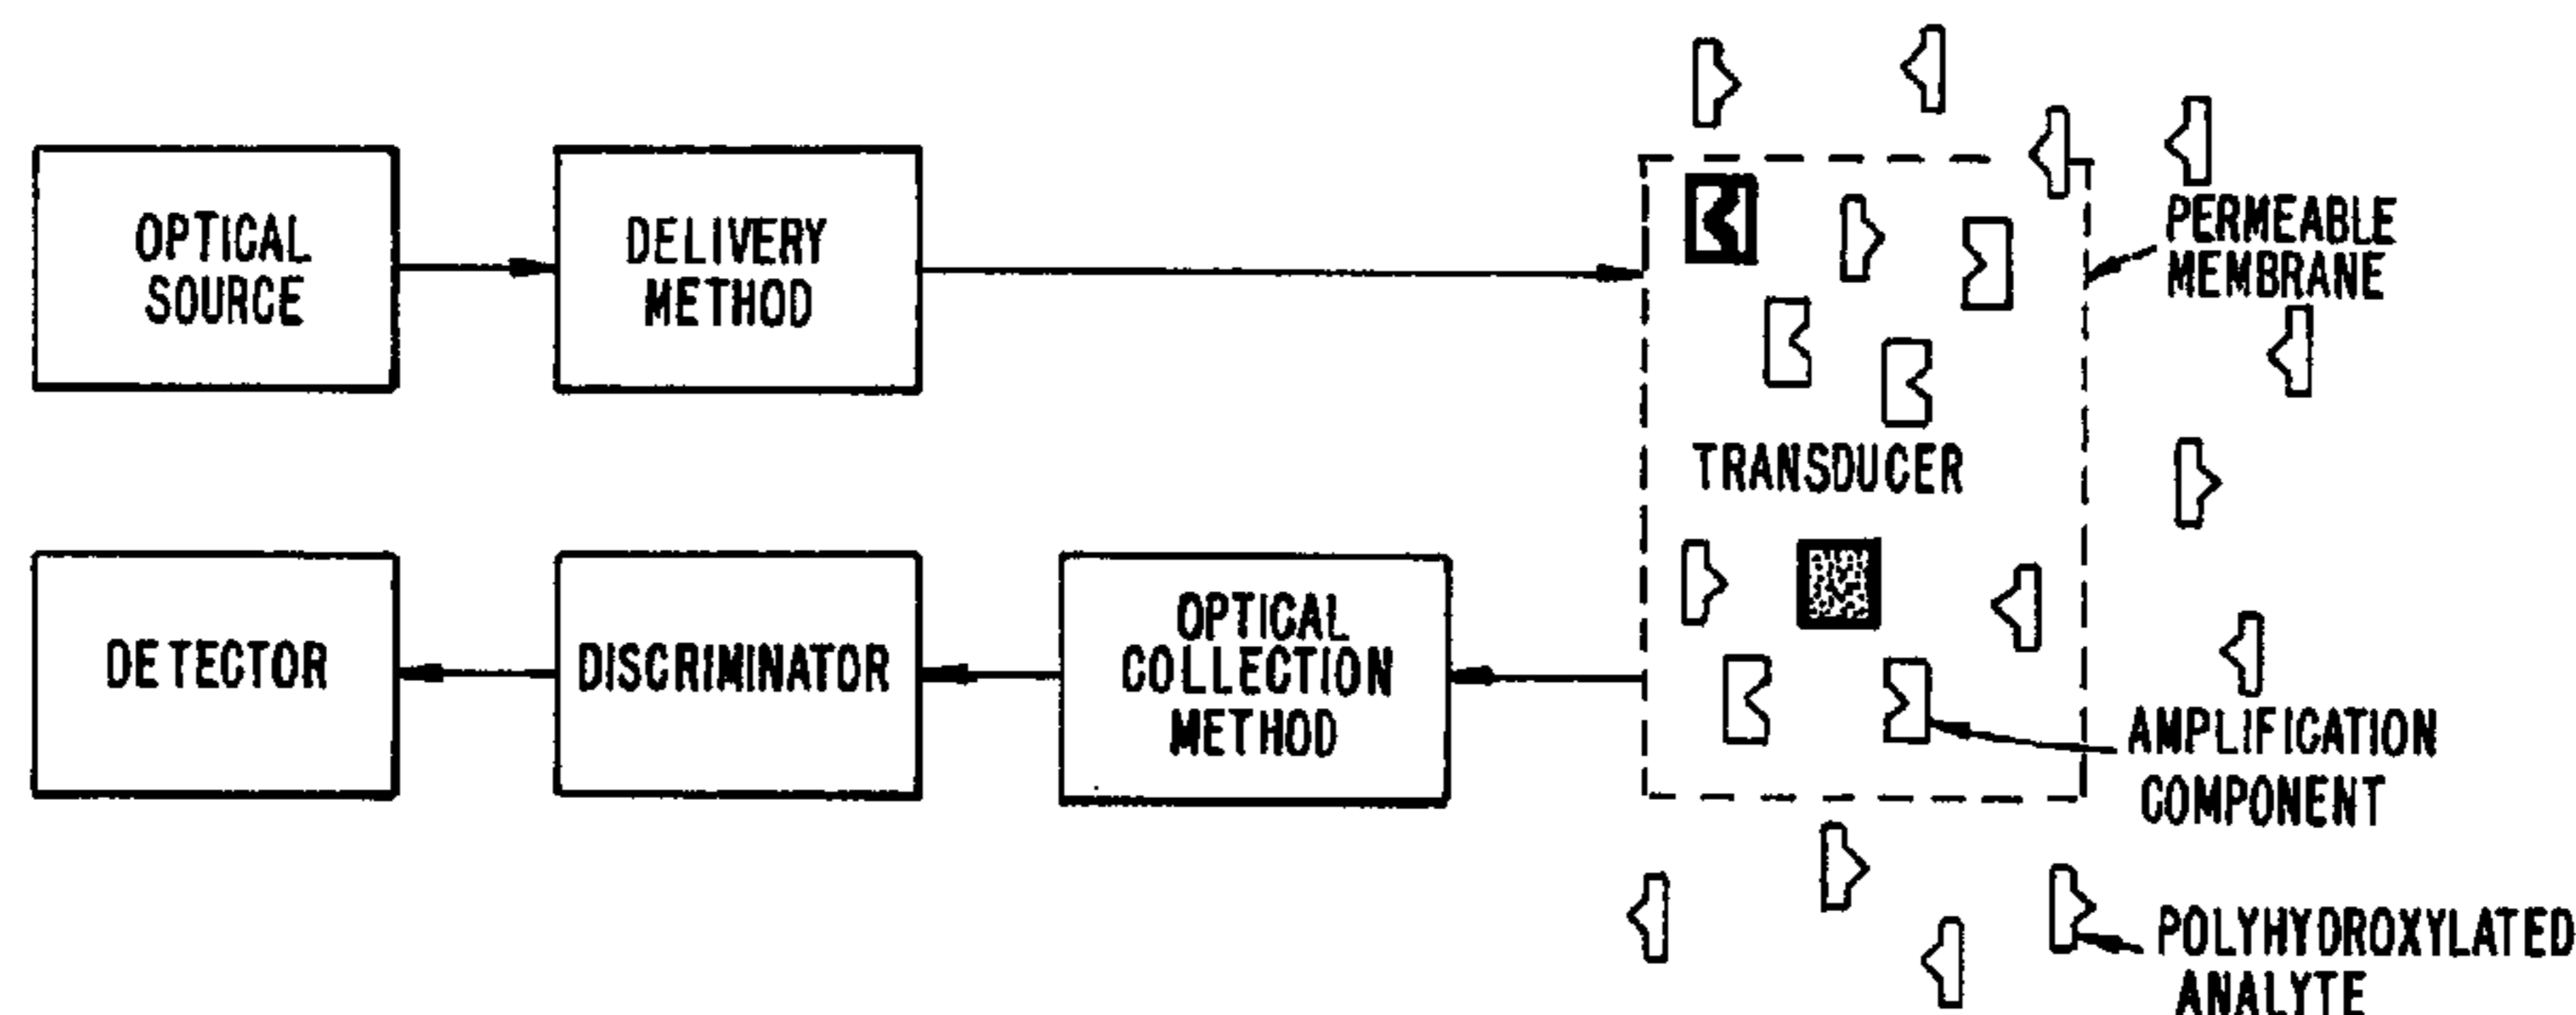 OPTICAL
SOURCE
DELIVERY
METHOD
PERMEABLE
MEMBRANE
TRANSDUCER
DETECTOR
DISCRIMINATOR
OPTICAL
COLLECTION
METHOD
AMPLIFICATION
COMPONENT
POLYHYDROXYLATED
ANALYTE